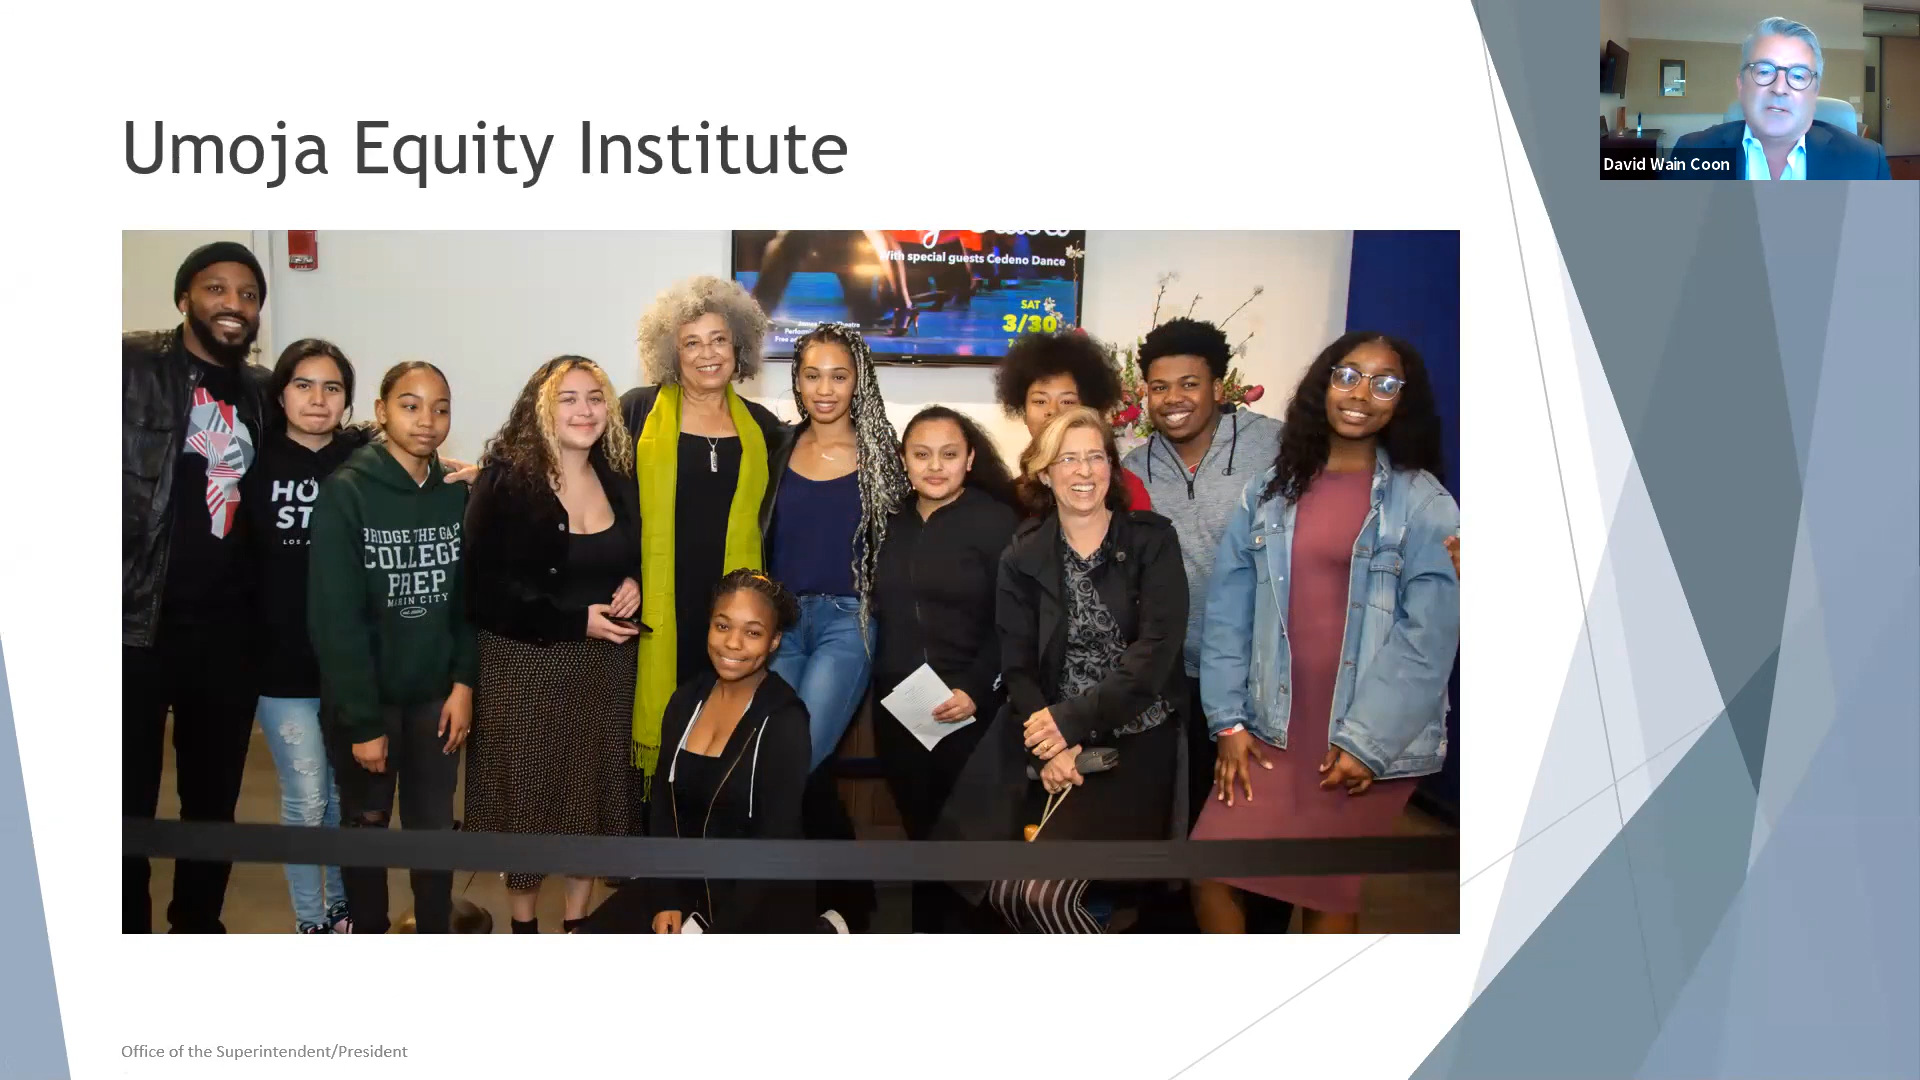 Umoja Equity Institute
David Wain Coon
With special guests Cedeno Dance
SAT
3/30
HO
ST
LOS A
BRIDGE THE GAP
COLLEGE
PREP
MARIN CITY
Office of the Superintendent/President